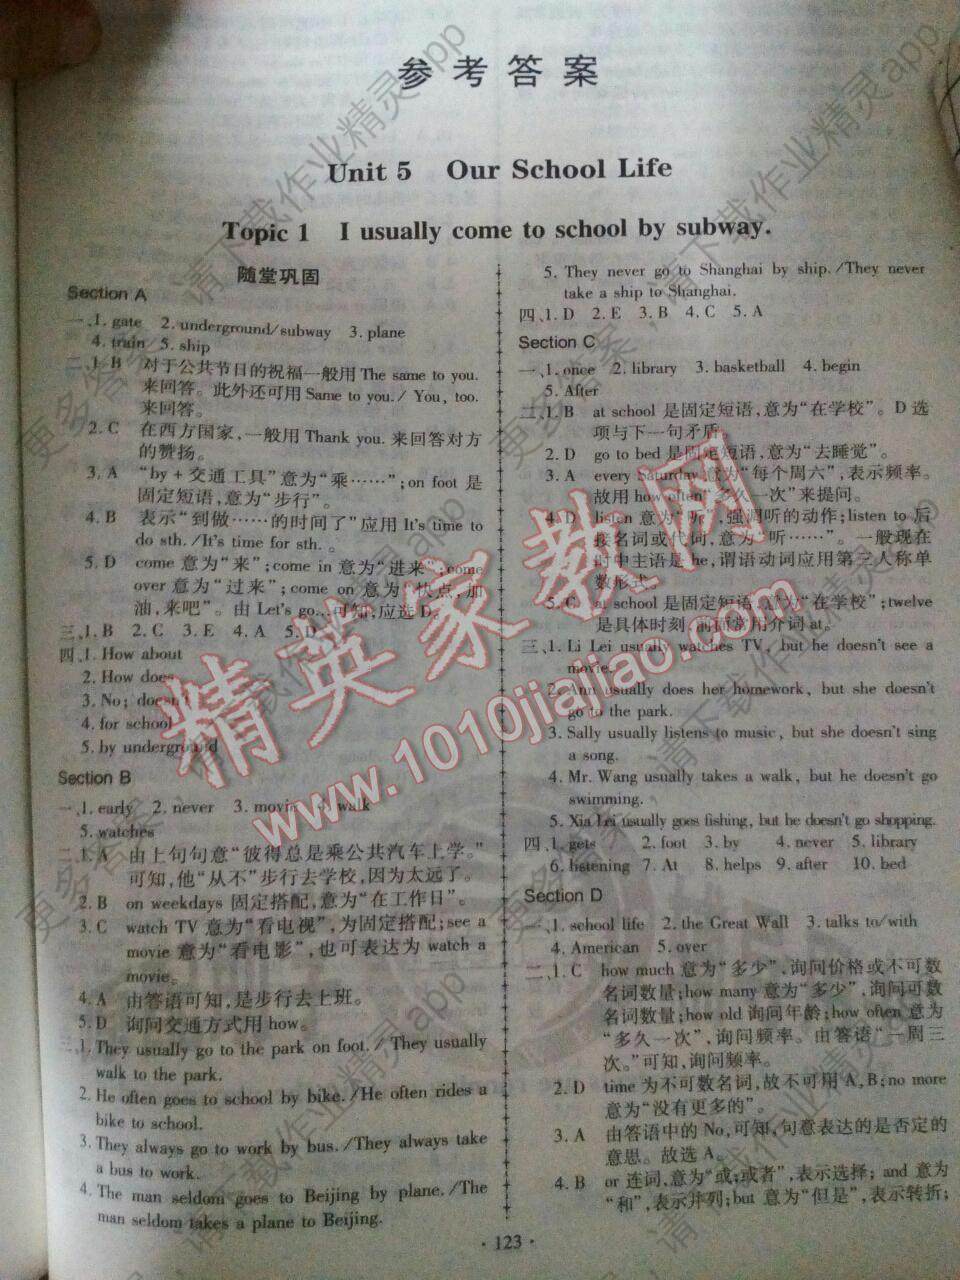 参考答案
Unit 5 Our School Life
Topic 1 I usually come to school by subway.
随堂巩固
Section A
一、1. gate 2. underground/subway 3. plane
4. train 5. ship
二、1. B 对于公共节日的祝福一般用 The same to you.
来回答。此外还可用 Same to you. / You, too.
来回答。
2. C 在西方国家,一般用 Thank you. 来回答对方
的赞扬。
3. A “by + 交通工具”意为“乘……”;on foot 是
固定短语,意为“步行”。
4. B 表示“到做……的时间了”应用 It's time to
do sth. /It's time for sth. 。
5. D come 意为“来”;come in 意为“进来”;come
over 意为“过来”;come on 意为“快点,加
油,来吧”。由 Let's go... 可知,应选 D。
三、1. B 2. C 3. E 4. A 5. D
四、1. How about
2. How does
3. No; doesn't
4. for school
5. by underground
Section B
一、1. early 2. never 3. movie 4. walk
5. watches
二、1. A 由上句句意“彼得总是乘公共汽车上学。”
可知,他“从不”步行去学校,因为太远了。
2. B on weekdays 固定搭配,意为“在工作日”。
3. C watch TV 意为“看电视”,为固定搭配;see a
movie 意为“看电影”,也可表达为 watch a
movie。
4. A 由答语可知,是步行去上班。
5. D 询问交通方式用 how。
三、1. They usually go to the park on foot. /They usually
walk to the park.
2. He often goes to school by bike. /He often rides a
bike to school.
3. They always go to work by bus. /They always take
a bus to work.
4. The man seldom goes to Beijing by plane. /The
man seldom takes a plane to Beijing.
5. They never go to Shanghai by ship. /They never
take a ship to Shanghai.
四、1. D 2. E 3. B 4. C 5. A
Section C
一、1. once 2. library 3. basketball 4. begin
5. After
二、1. B at school 是固定短语,意为“在学校”。D 选
项与下一句矛盾。
2. D go to bed 是固定短语,意为“去睡觉”。
3. A every Saturday 意为“每个周六”,表示频率。
故用 how often“多久一次”来提问。
4. D listen 意为“听”,强调听的动作;listen to 后
接名词或代词,意为“听……”。一般现在
时中主语是 he,谓语动词应用第三人称单
数形式。
5. C at school 是固定短语,意为“在学校”;twelve
是具体时刻,前面常用介词 at。
三、1. Li Lei usually watches TV, but he doesn't see a
movie.
2. Ann usually does her homework, but she doesn't
go to the park.
3. Sally usually listens to music, but she doesn't sing
a song.
4. Mr. Wang usually takes a walk, but he doesn't go
swimming.
5. Xia Lei usually goes fishing, but he doesn't go shopping.
四、1. gets 2. foot 3. by 4. never 5. library
6. listening 7. At 8. helps 9. after 10. bed
Section D
一、1. school life 2. the Great Wall 3. talks to/with
4. American 5. over
二、1. C how much 意为“多少”,询问价格或不可数
名词数量;how many 意为“多少”,询问可数
名词数量;how old 询问年龄;how often 意为
“多久一次”,询问频率。由答语“一周三
次。”可知,询问频率。
2. D time 为不可数名词,故不可用 A、B;no more
意为“没有更多的”。
3. A 由答语中的 No,可知,句意表达的是否定的
意思。故选 A。
4. B or 连词,意为“或;或者”,表示选择; and 意为
“和”,表示并列;but 意为“但是”,表示转折;
· 123 ·
精英家教网
www.1010jiajiao.com
更多答案,请下载作业精灵app